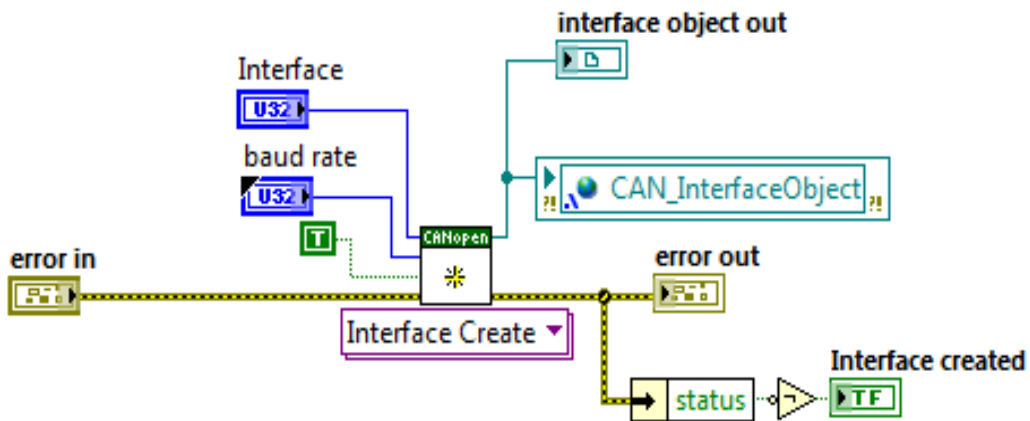 interface object out
Interface
U32
CAN_InterfaceObject
?!
?!
baud rate
U32
T
CANopen
error in
error out
Interface Create
Interface created
status
TF